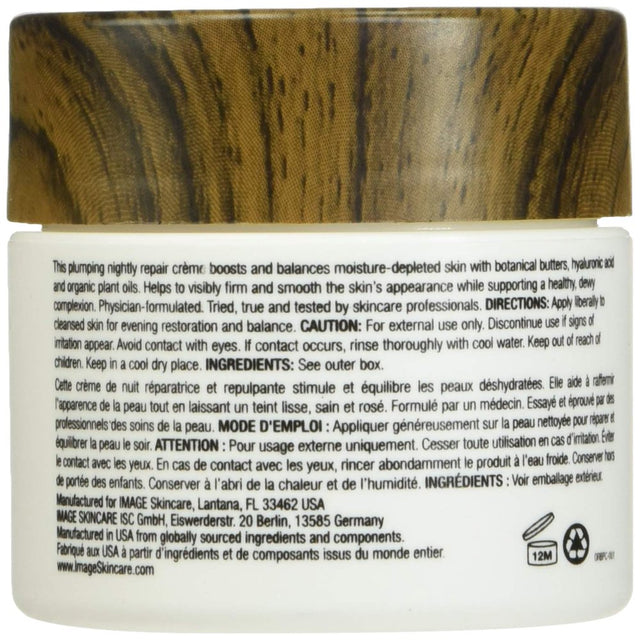 This plumping nightly repair crème boosts and balances moisture-depleted skin with botanical butters, hyaluronic acid
and organic plant oils. Helps to visibly firm and smooth the skin's appearance while supporting a healthy, dewy
complexion. Physician-formulated. Tried, true and tested by skincare professionals. DIRECTIONS: Apply liberally to
cleansed skin for evening restoration and balance. CAUTION: For external use only. Discontinue use if signs of
irritation appear. Avoid contact with eyes. If contact occurs, rinse thoroughly with cool water. Keep out of reach of
children. Keep in a cool dry place. INGREDIENTS: See outer box.
Cette crème de nuit réparatrice et repulpante stimule et équilibre les peaux déshydratées. Elle aide à raffermir
l'apparence de la peau tout en laissant un teint lisse, sain et rosé. Formulé par un médecin. Essayé et éprouvé par des
professionnels des soins de la peau. MODE D'EMPLOI : Appliquer généreusement sur la peau nettoyée pour réparer et
équilibrer la peau le soir. ATTENTION : Pour usage externe uniquement. Cesser toute utilisation en cas d'irritation. Éviter
le contact avec les yeux. En cas de contact avec les yeux, rincer abondamment le produit à l'eau froide. Conserver hors
de portée des enfants. Conserver à l'abri de la chaleur et de l'humidité. INGRÉDIENTS : Voir emballage extérieur.
Manufactured for IMAGE Skincare, Lantana, FL 33462 USA
IMAGE SKINCARE ISC GmbH, Eiswerderstr. 20 Berlin, 13585 Germany
Manufactured in USA from globally sourced ingredients and components.
Fabriqué aux USA à partir d'ingrédients et de composants issus du monde entier.
www.ImageSkincare.com
12M